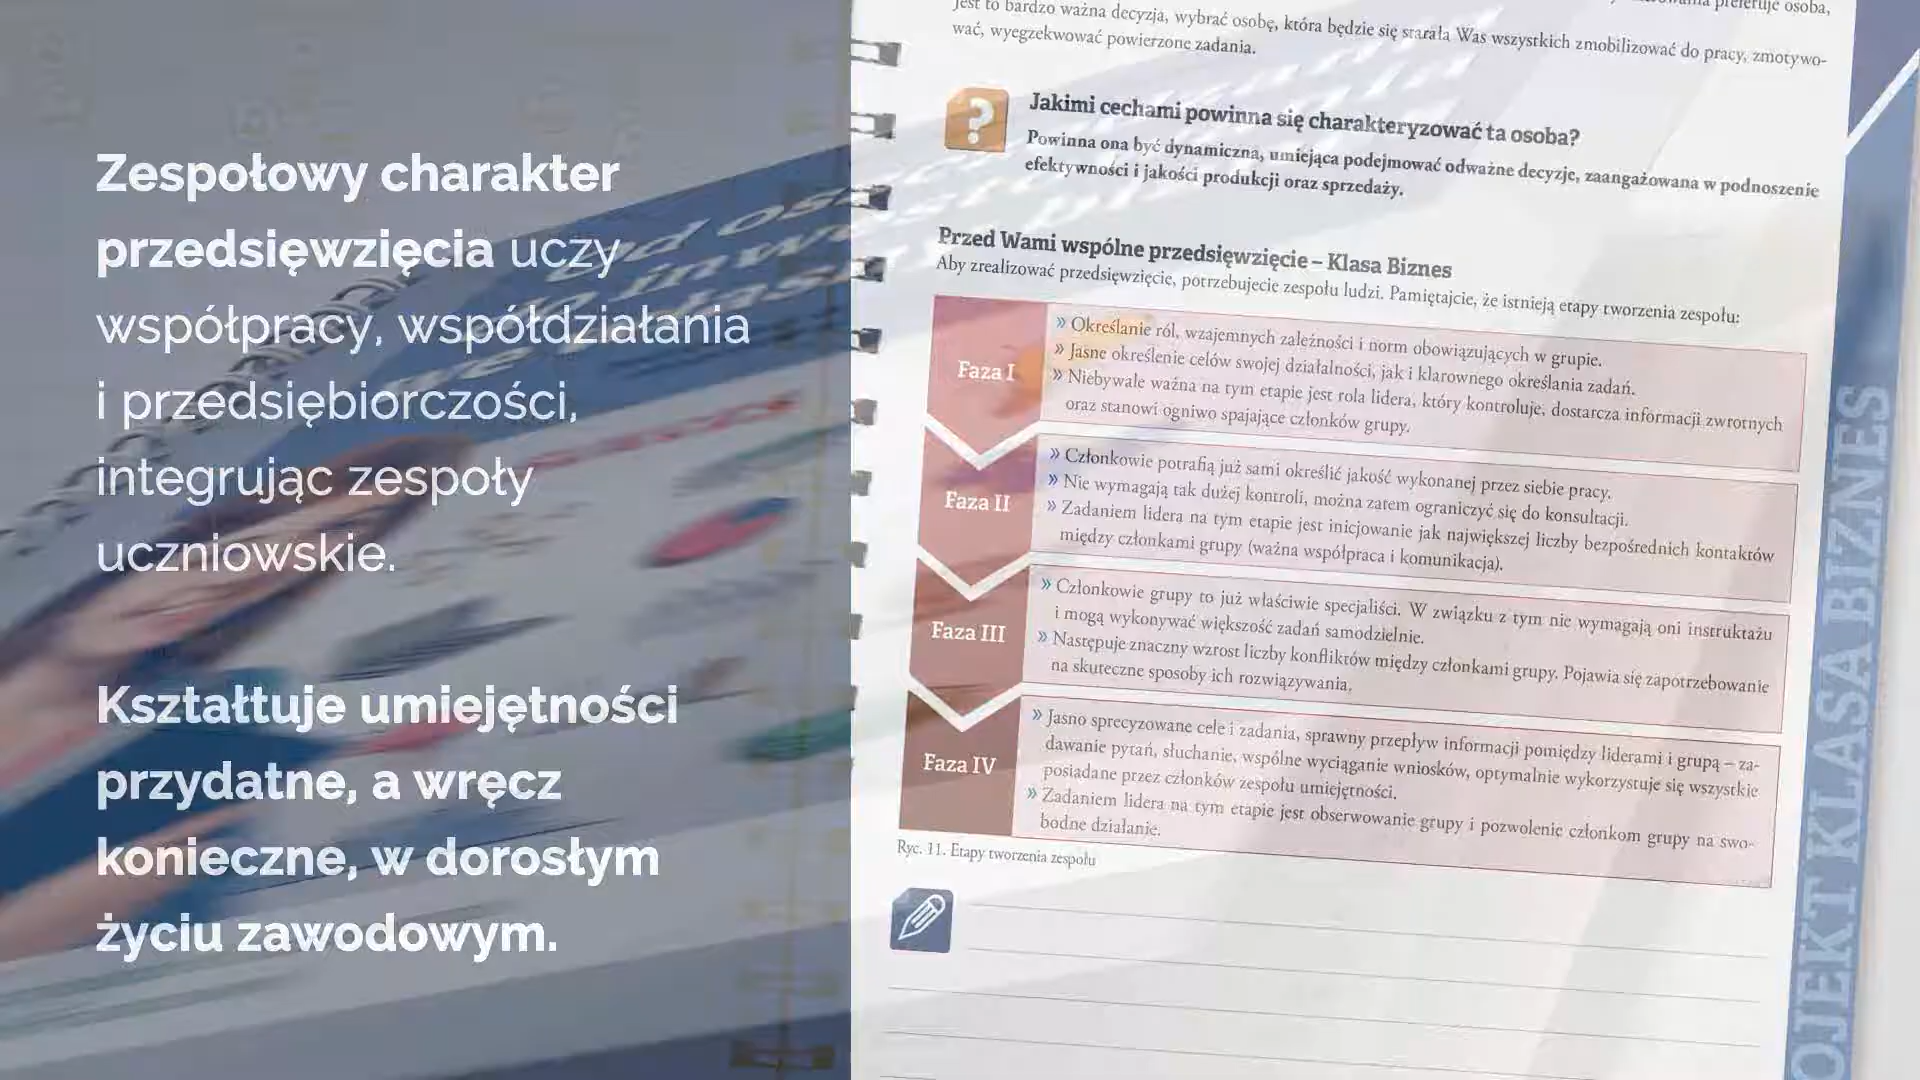 Zespołowy charakter
przedsięwzięcia uczy
współpracy, współdziałania
i przedsiębiorczości,
integrując zespoły
uczniowskie.
Kształtuje umiejętności
przydatne, a wręcz
konieczne, w dorosłym
życiu zawodowym.
preferuje osoba,
Jest to bardzo ważna decyzja, wybrać osobę, która będzie się starała Was wszystkich zmobilizować do pracy, zmotywo-
wać, wyegzekwować powierzone zadania.
?
Jakimi cechami powinna się charakteryzować ta osoba?
Powinna ona być dynamiczna, umiejąca podejmować odważne decyzje, zaangażowana w podnoszenie
efektywności i jakości produkcji oraz sprzedaży.
Przed Wami wspólne przedsięwzięcie – Klasa Biznes
Aby zrealizować przedsięwzięcie, potrzebujecie zespołu ludzi. Pamiętajcie, że istnieją etapy tworzenia zespołu:
Faza I
» Określanie ról, wzajemnych zależności i norm obowiązujących w grupie.
» Jasne określenie celów swojej działalności, jak i klarownego określania zadań.
» Niebywale ważna na tym etapie jest rola lidera, który kontroluje, dostarcza informacji zwrotnych
oraz stanowi ogniwo spajające członków grupy.
Faza II
» Członkowie potrafią już sami określić jakość wykonanej przez siebie pracy.
» Nie wymagają tak dużej kontroli, można zatem ograniczyć się do konsultacji.
» Zadaniem lidera na tym etapie jest inicjowanie jak największej liczby bezpośrednich kontaktów
między członkami grupy (ważna współpraca i komunikacja).
Faza III
» Członkowie grupy to już właściwie specjaliści. W związku z tym nie wymagają oni instruktażu
i mogą wykonywać większość zadań samodzielnie.
» Następuje znaczny wzrost liczby konfliktów między członkami grupy. Pojawia się zapotrzebowanie
na skuteczne sposoby ich rozwiązywania.
Faza IV
» Jasno sprecyzowane cele i zadania, sprawny przepływ informacji pomiędzy liderami i grupą – za-
dawanie pytań, słuchanie, wspólne wyciąganie wniosków, optymalnie wykorzystuje się wszystkie
posiadane przez członków zespołu umiejętności.
» Zadaniem lidera na tym etapie jest obserwowanie grupy i pozwolenie członkom grupy na swo-
bodne działanie.
Ryc. 11. Etapy tworzenia zespołu
OJEKT KLASA BIZNES